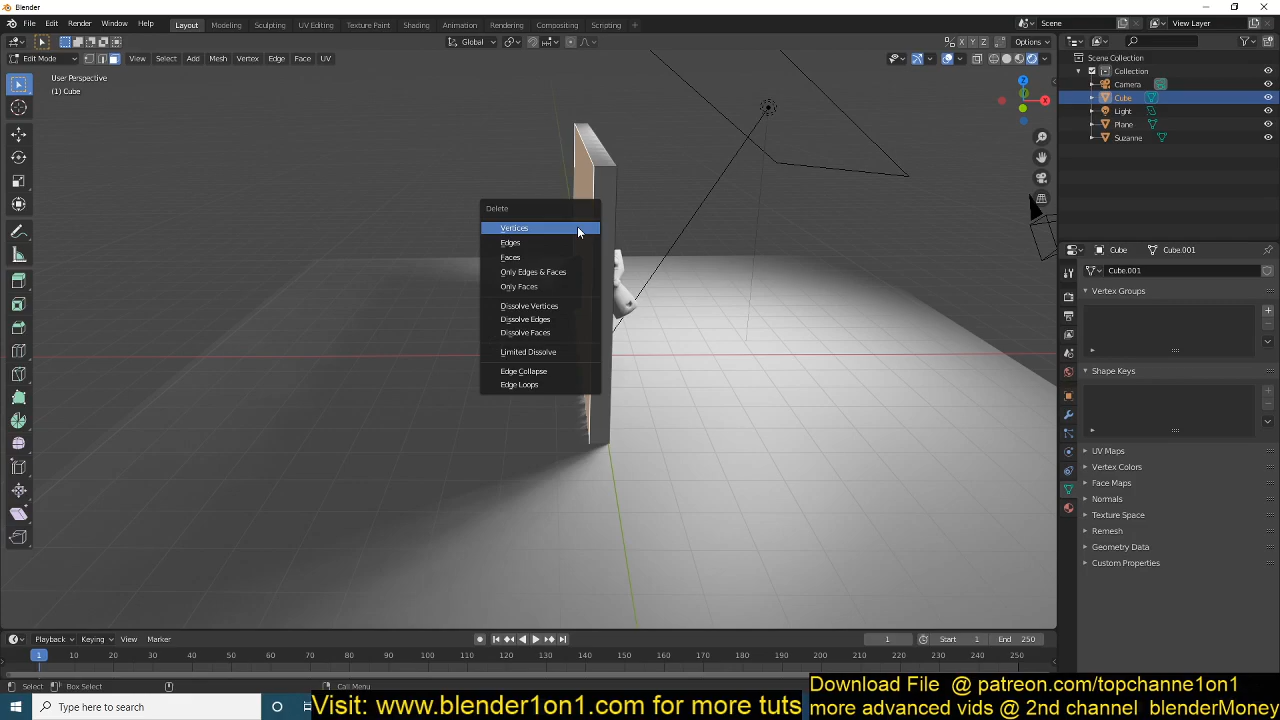 Blender
File Edit Render Window Help Layout Modeling Sculpting UV Editing Texture Paint Shading Animation Rendering Compositing Scripting Scene View Layer
Global X Y Z Options
Edit Mode View Select Add Mesh Vertex Edge Face UV
User Perspective
(1) Cube
Z
X
Scene Collection
Collection
Camera
Cube
Light
Plane
Suzanne
Delete
Vertices
Edges
Faces
Only Edges & Faces
Only Faces
Dissolve Vertices
Dissolve Edges
Dissolve Faces
Limited Dissolve
Edge Collapse
Edge Loops
Cube Cube.001
Cube.001
Vertex Groups
Shape Keys
UV Maps
Vertex Colors
Face Maps
Normals
Texture Space
Remesh
Geometry Data
Custom Properties
Playback Keying View Marker 1 Start 1 End 250
1 10 20 30 40 50 60 70 80 90 100 110 120 130 140 150 160 170 180 190 200 210 220 230 240 250
Select Box Select Call Menu
Type here to search
Visit: www.blender1on1.com for more tuts
Download File @ patreon.com/topchanne1on1
more advanced vids @ 2nd channel blenderMoney